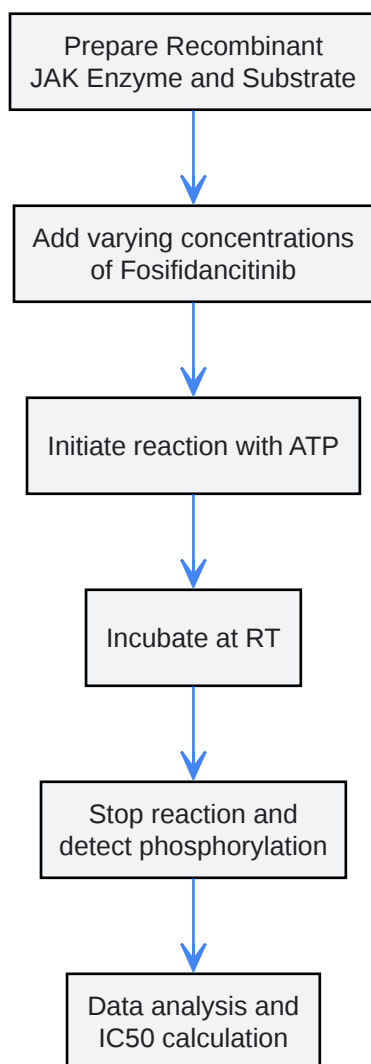 Prepare Recombinant
JAK Enzyme and Substrate
Add varying concentrations
of Fosifidancitinib
Initiate reaction with ATP
Incubate at RT
Stop reaction and
detect phosphorylation
Data analysis and
IC50 calculation